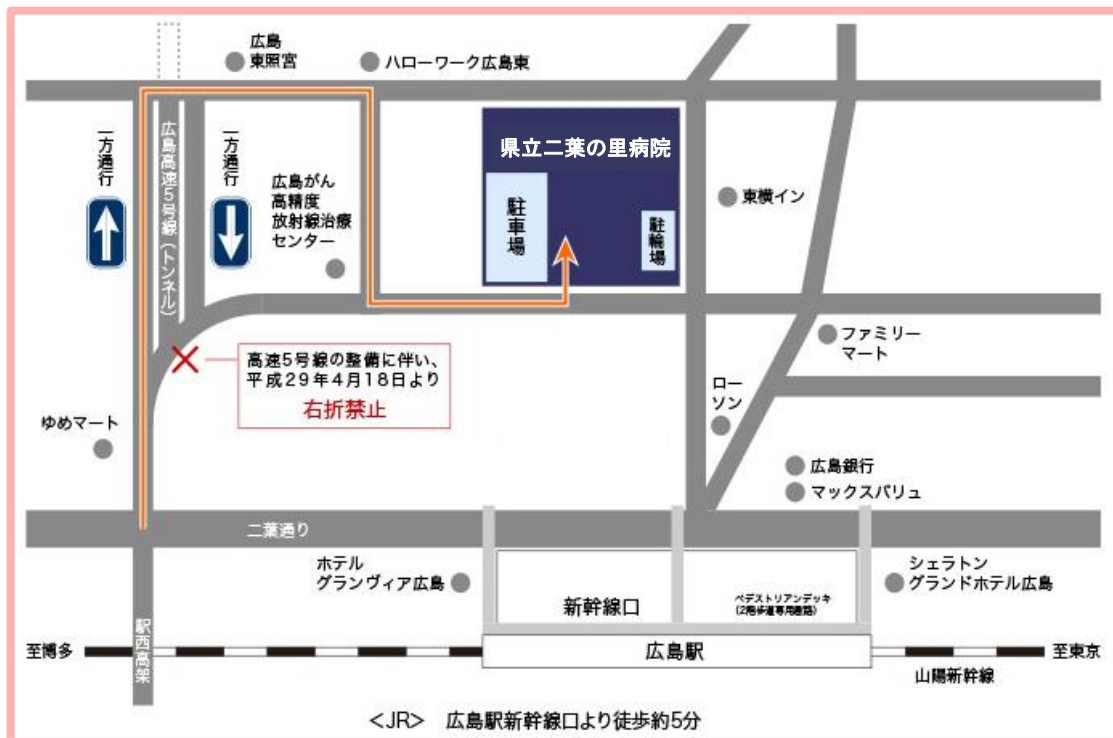 広島
東照宮
ハローワーク広島東
一方通行
広島高速5号線(トンネル)
一方通行
広島がん
高精度
放射線治療
センター
県立二葉の里病院
駐車場
駐輪場
東横イン
高速5号線の整備に伴い、
平成29年4月18日より
右折禁止
ファミリー
マート
ロー
ソン
ゆめマート
広島銀行
マックスバリュ
二葉通り
ホテル
グランヴィア広島
新幹線口
ペデストリアンデッキ
(2階歩道専用通路)
シェラトン
グランドホテル広島
駅西高架
至博多
広島駅
至東京
山陽新幹線
<JR> 広島駅新幹線口より徒歩約5分